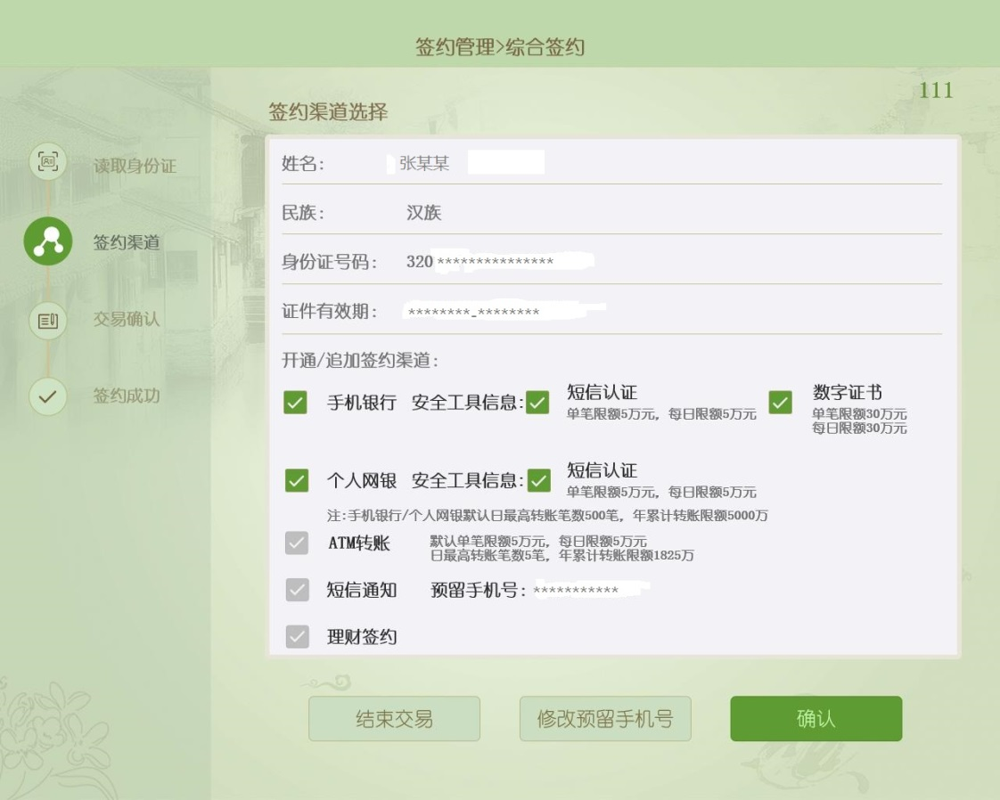 签约管理>综合签约
111
签约渠道选择
读取身份证
签约渠道
交易确认
签约成功
姓名: 张某某
民族: 汉族
身份证号码: 320***************
证件有效期: ********-********
开通/追加签约渠道:
手机银行 安全工具信息: 短信认证 数字证书
单笔限额5万元，每日限额5万元 单笔限额30万元
每日限额30万元
个人网银 安全工具信息: 短信认证
单笔限额5万元，每日限额5万元
注:手机银行/个人网银默认日最高转账笔数500笔，年累计转账限额5000万
ATM转账 默认单笔限额5万元，每日限额5万元
日最高转账笔数5笔，年累计转账限额1825万
短信通知 预留手机号: ***********
理财签约
结束交易 修改预留手机号 确认